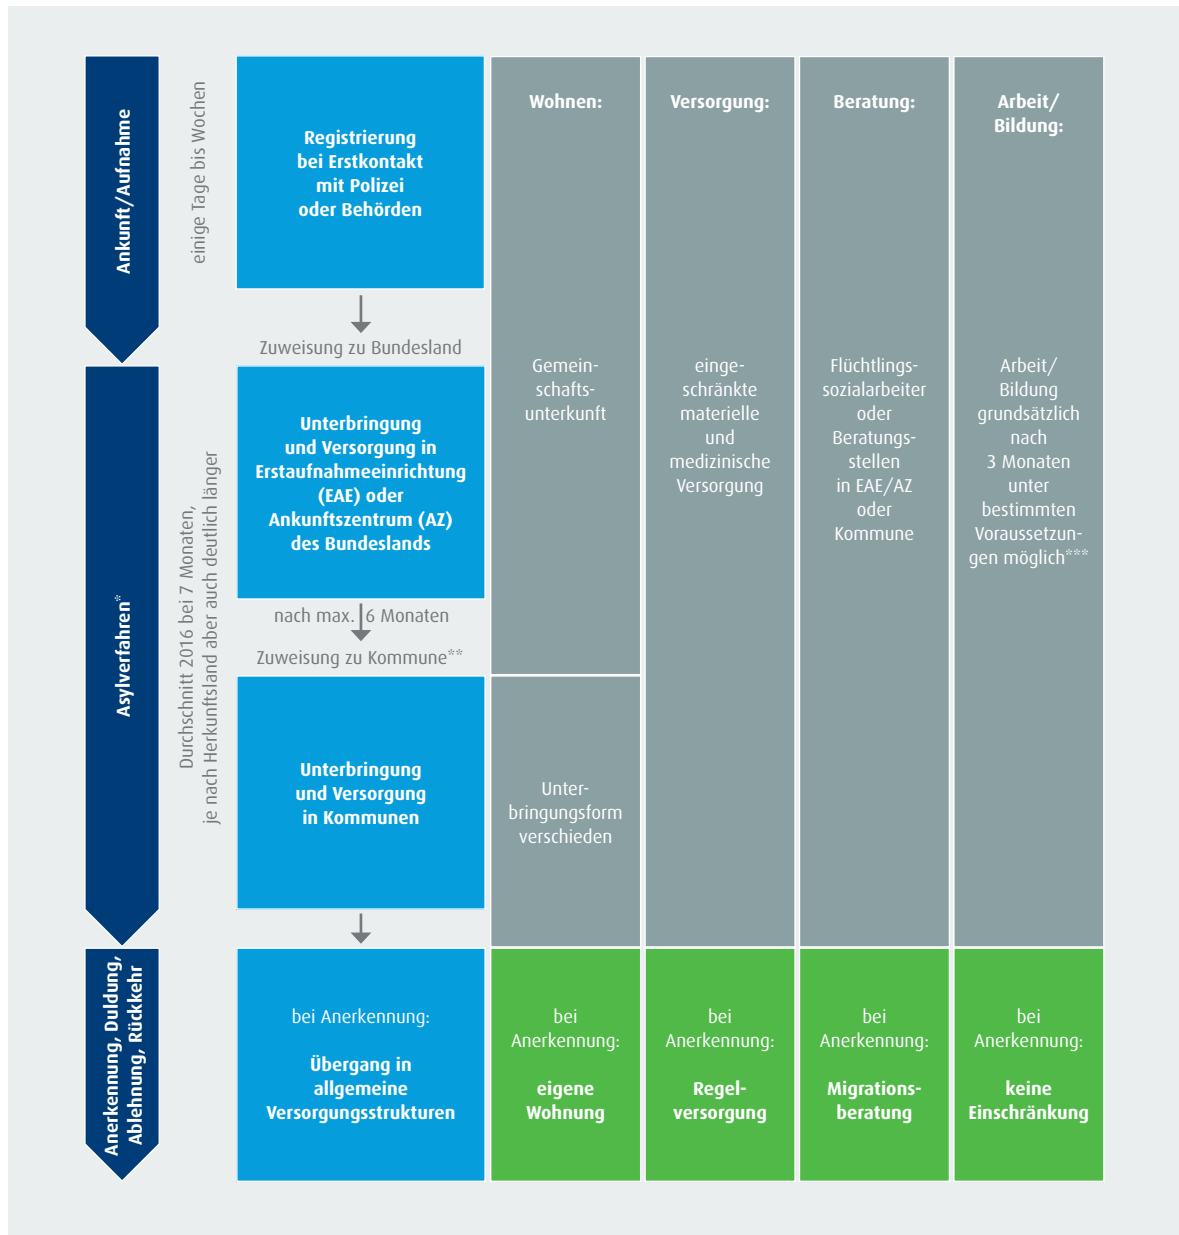 Ankunft/Aufnahme
einige Tage bis Wochen
Registrierung
bei Erstkontakt
mit Polizei
oder Behörden
Zuweisung zu Bundesland
Asylverfahren*
Durchschnitt 2016 bei 7 Monaten,
je nach Herkunftsland aber auch deutlich länger
Unterbringung
und Versorgung in
Erstaufnahmeeinrichtung
(EAE) oder
Ankunftszentrum (AZ)
des Bundeslands
nach max. 6 Monaten
Zuweisung zu Kommune**
Unterbringung
und Versorgung
in Kommunen
Anerkennung, Duldung,
Ablehnung, Rückkehr
bei Anerkennung:
Übergang in
allgemeine
Versorgungsstrukturen
Wohnen:
Gemein-
schafts-
unterkunft
Unter-
bringungsform
verschieden
bei
Anerkennung:
eigene
Wohnung
Versorgung:
einge-
schränkte
materielle
und
medizinische
Versorgung
bei
Anerkennung:
Regel-
versorgung
Beratung:
Flüchtlings-
sozialarbeiter
oder
Beratungs-
stellen
in EAE/AZ
oder
Kommune
bei
Anerkennung:
Migrations-
beratung
Arbeit/
Bildung:
Arbeit/
Bildung
grundsätzlich
nach
3 Monaten
unter
bestimmten
Voraussetzun-
gen möglich***
bei
Anerkennung:
keine
Einschränkung